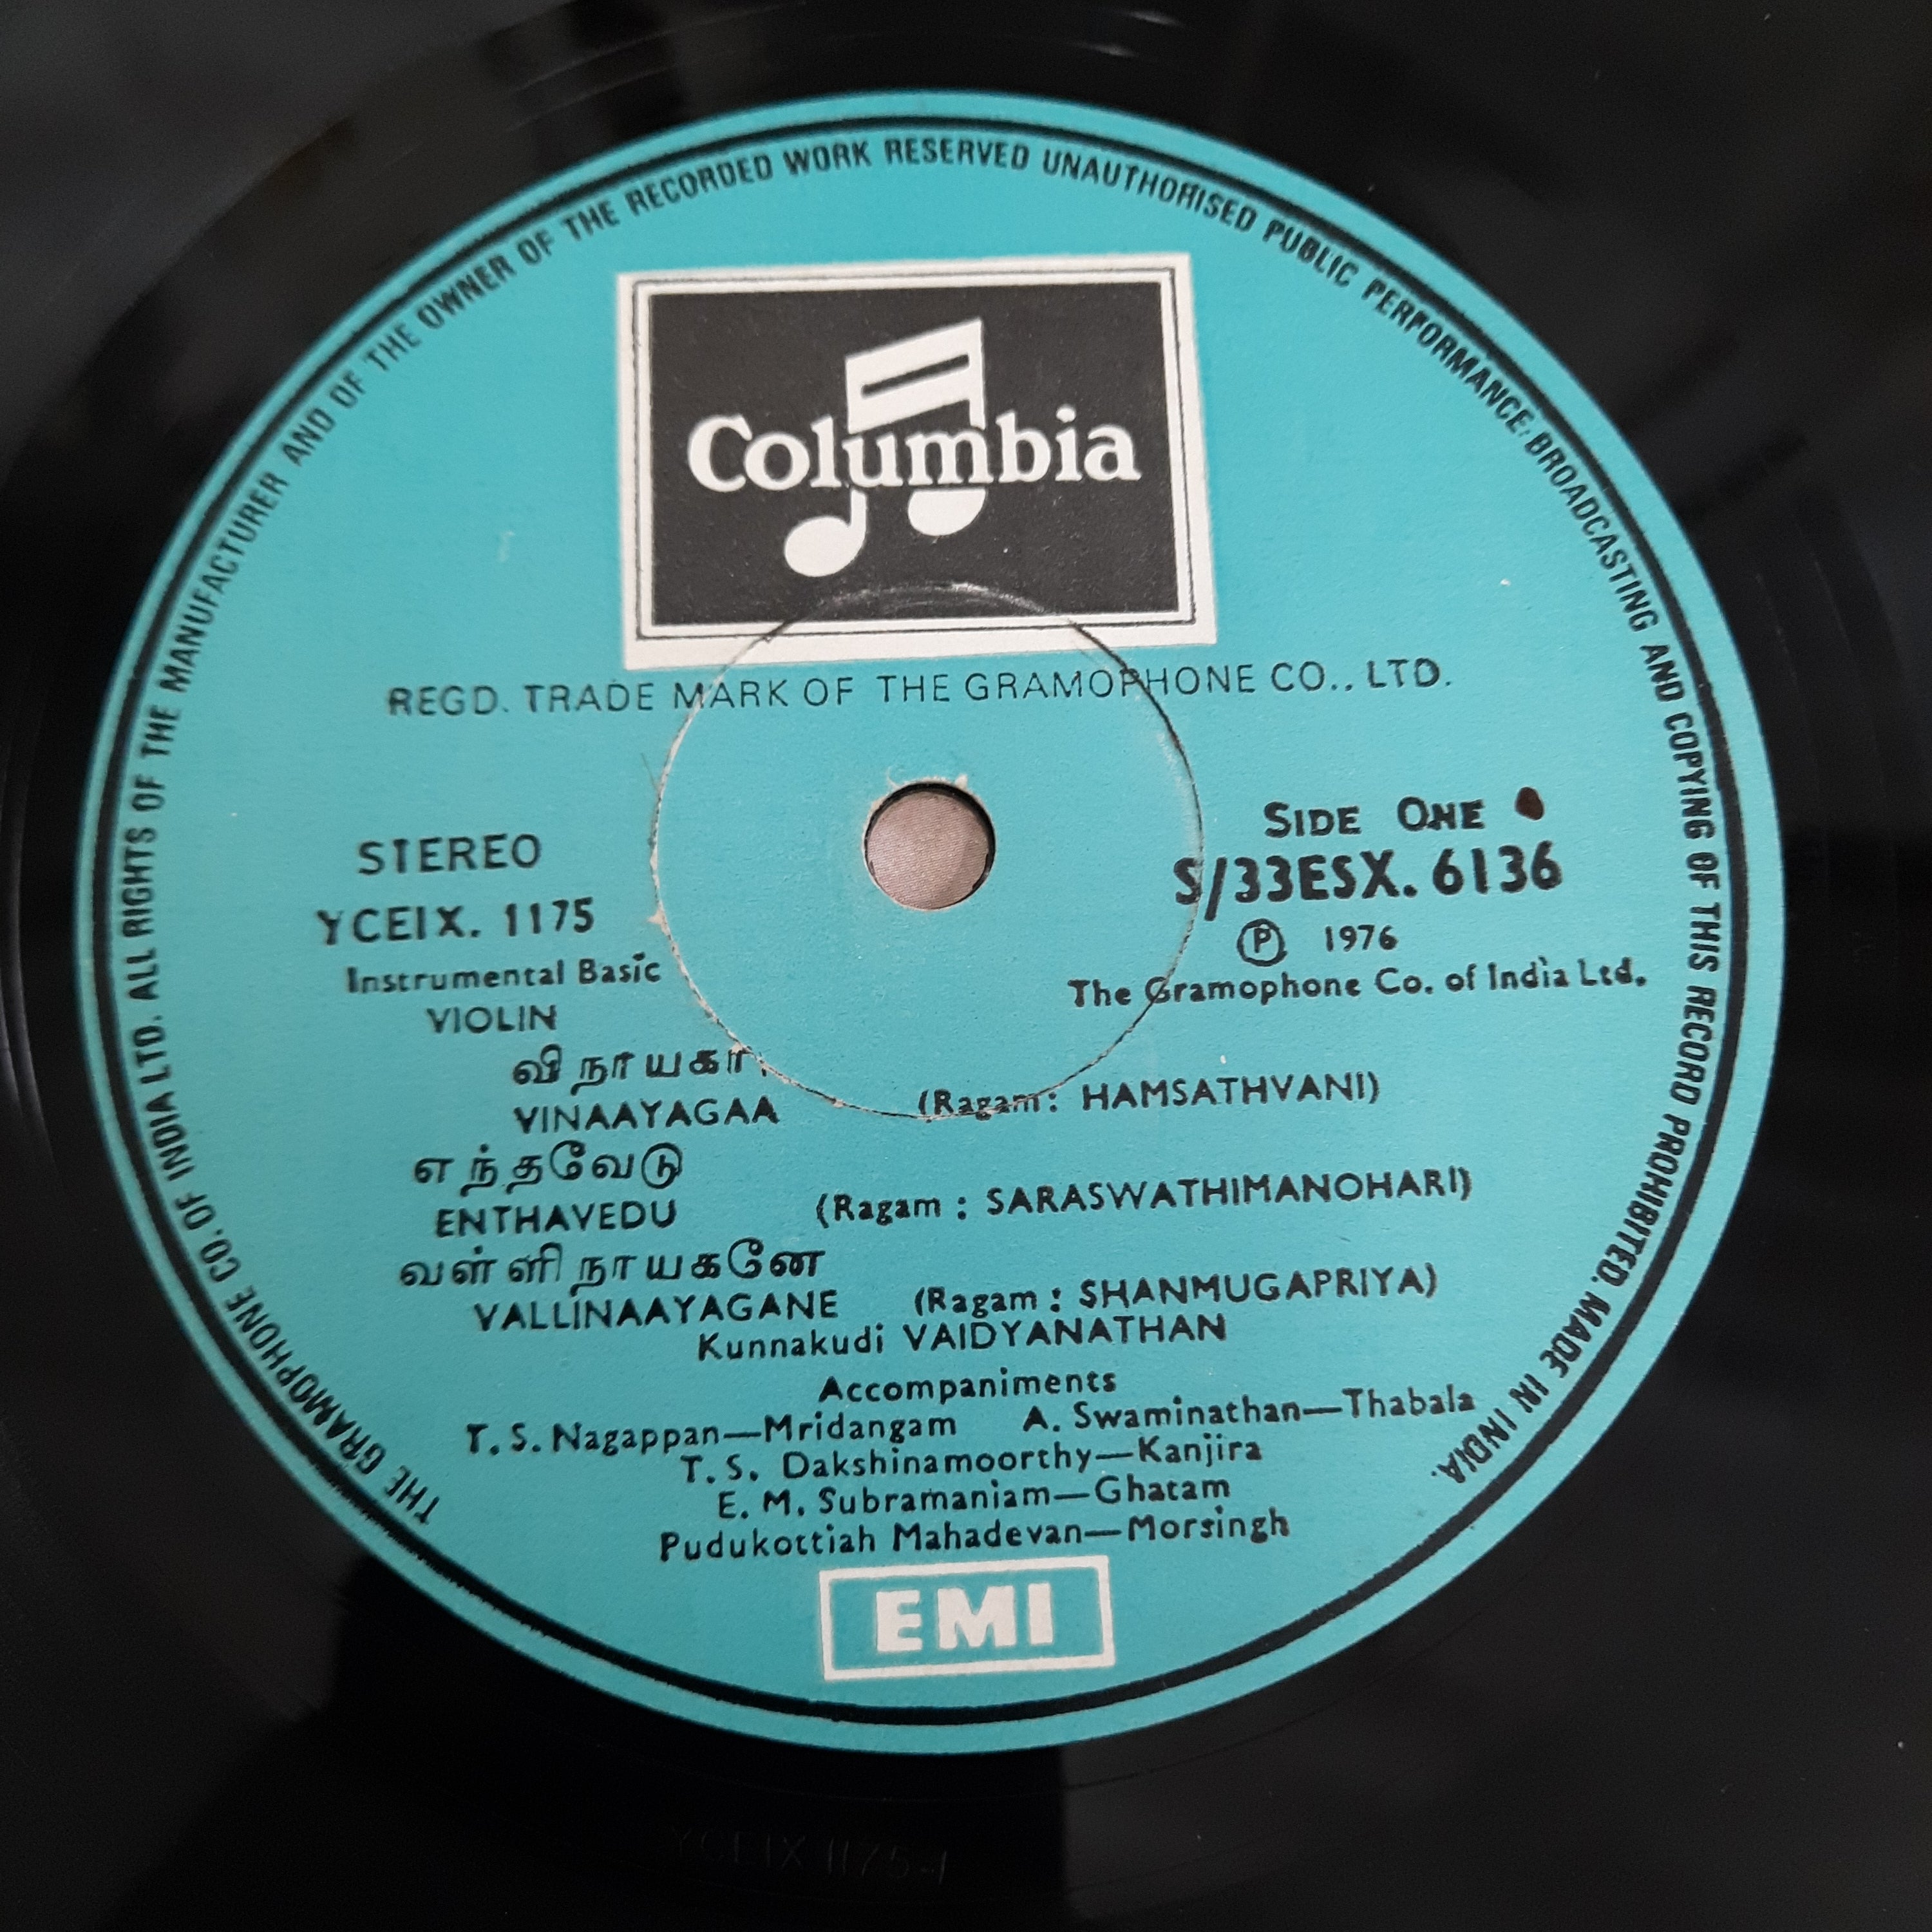 THE GRAMOPHONE CO. OF INDIA LTD. ALL RIGHTS OF THE MANUFACTURER AND OF THE OWNER OF THE RECORDED WORK RESERVED UNAUTHORISED PUBLIC PERFORMANCE, BROADCASTING AND COPYING OF THIS RECORD PROHIBITED. MADE IN INDIA.
Columbia
REGD. TRADE MARK OF THE GRAMOPHONE CO., LTD.
STEREO
YCEIX. 1175
SIDE ONE
S/33ESX. 6136
Ⓟ 1976
The Gramophone Co. of India Ltd.
Instrumental Basic
VIOLIN
விநாயகா
VINAAYAGAA (Ragam: HAMSATHVANI)
எந்தவேடு
ENTHAVEDU (Ragam : SARASWATHIMANOHARI)
வள்ளிநாயகனே
VALLINAAYAGANE (Ragam : SHANMUGAPRIYA)
Kunnakudi VAIDYANATHAN
Accompaniments
T. S. Nagappan—Mridangam A. Swaminathan—Thabala
T. S. Dakshinamoorthy—Kanjira
E. M. Subramaniam—Ghatam
Pudukottiah Mahadevan—Morsingh
EMI
YCEIX 1175-1